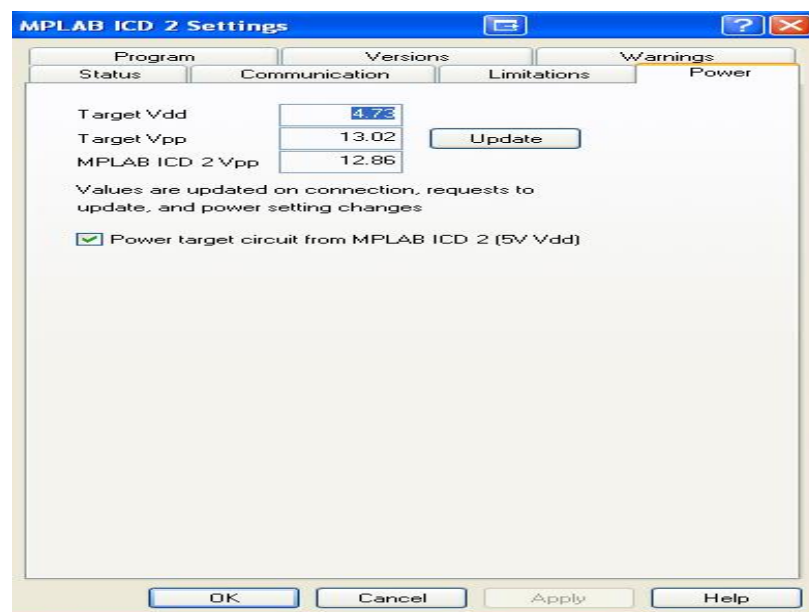 MPLAB ICD 2 Settings
Program Versions Warnings
Status Communication Limitations Power
Target Vdd 4.73
Target Vpp 13.02 Update
MPLAB ICD 2 Vpp 12.86
Values are updated on connection, requests to
update, and power setting changes
Power target circuit from MPLAB ICD 2 (5V Vdd)
OK Cancel Apply Help